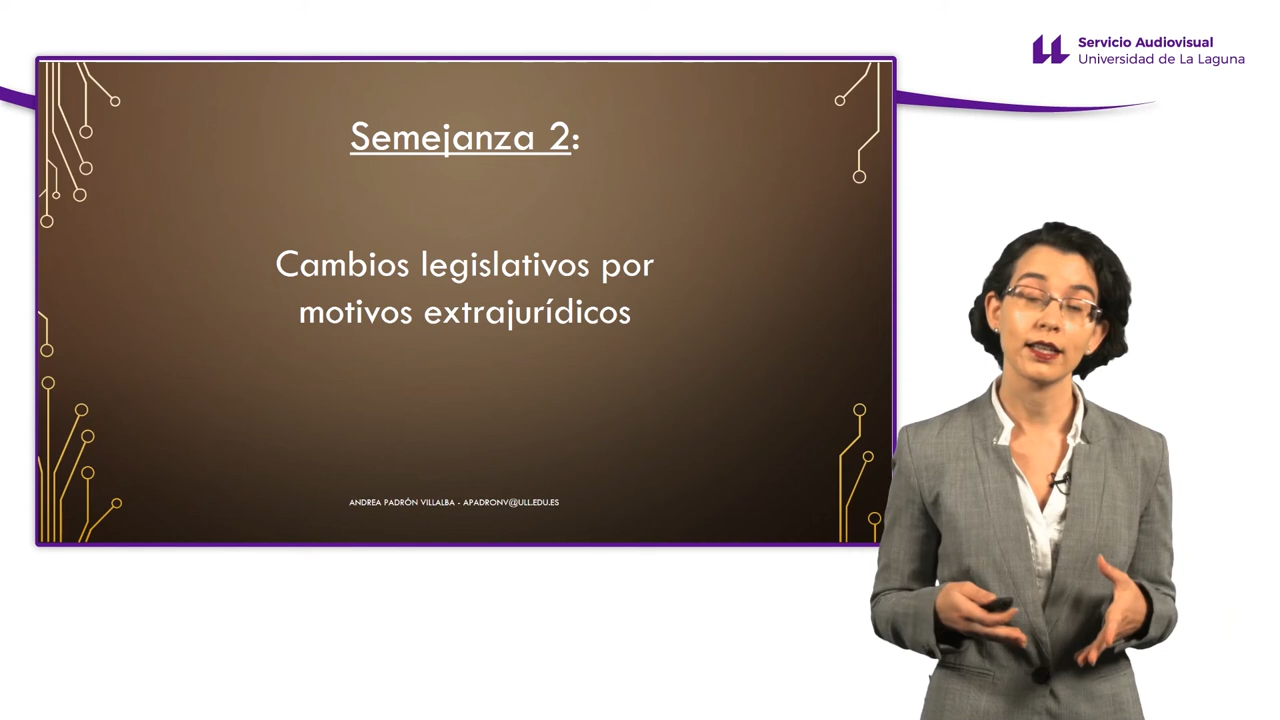 Servicio Audiovisual
Universidad de La Laguna
Semejanza 2:
Cambios legislativos por
motivos extrajurídicos
ANDREA PADRÓN VILLALBA - APADRONV@ULL.EDU.ES